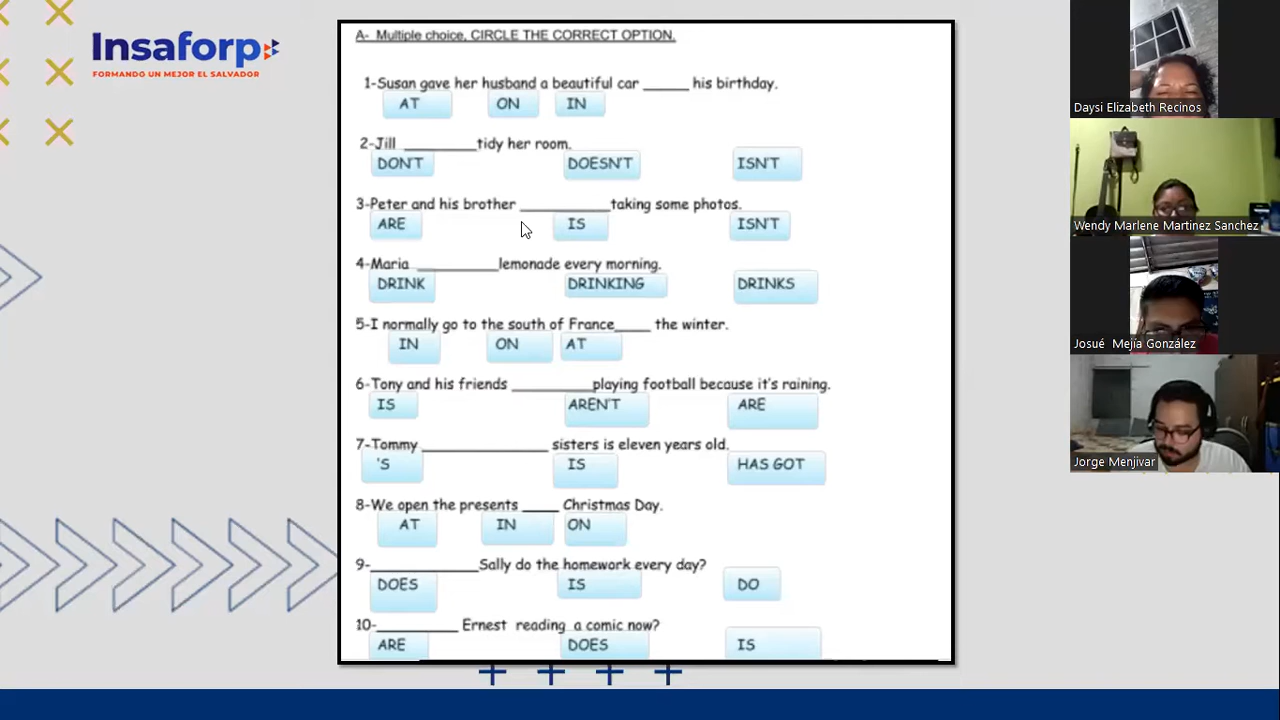 Insaforp
FORMANDO UN MEJOR EL SALVADOR
A- Multiple choice, CIRCLE THE CORRECT OPTION.
1-Susan gave her husband a beautiful car _____ his birthday.
AT ON IN
2-Jill _________tidy her room.
DON'T DOESN'T ISN'T
3-Peter and his brother ___________taking some photos.
ARE IS ISN'T
4-Maria __________lemonade every morning.
DRINK DRINKING DRINKS
5-I normally go to the south of France____ the winter.
IN ON AT
6-Tony and his friends __________playing football because it's raining.
IS AREN'T ARE
7-Tommy ________________ sisters is eleven years old.
'S IS HAS GOT
8-We open the presents ____ Christmas Day.
AT IN ON
9-_____________Sally do the homework every day?
DOES IS DO
10-__________ Ernest reading a comic now?
ARE DOES IS
Daysi Elizabeth Recinos
Wendy Marlene Martinez Sanchez
Josué Mejía González
Jorge Menjivar